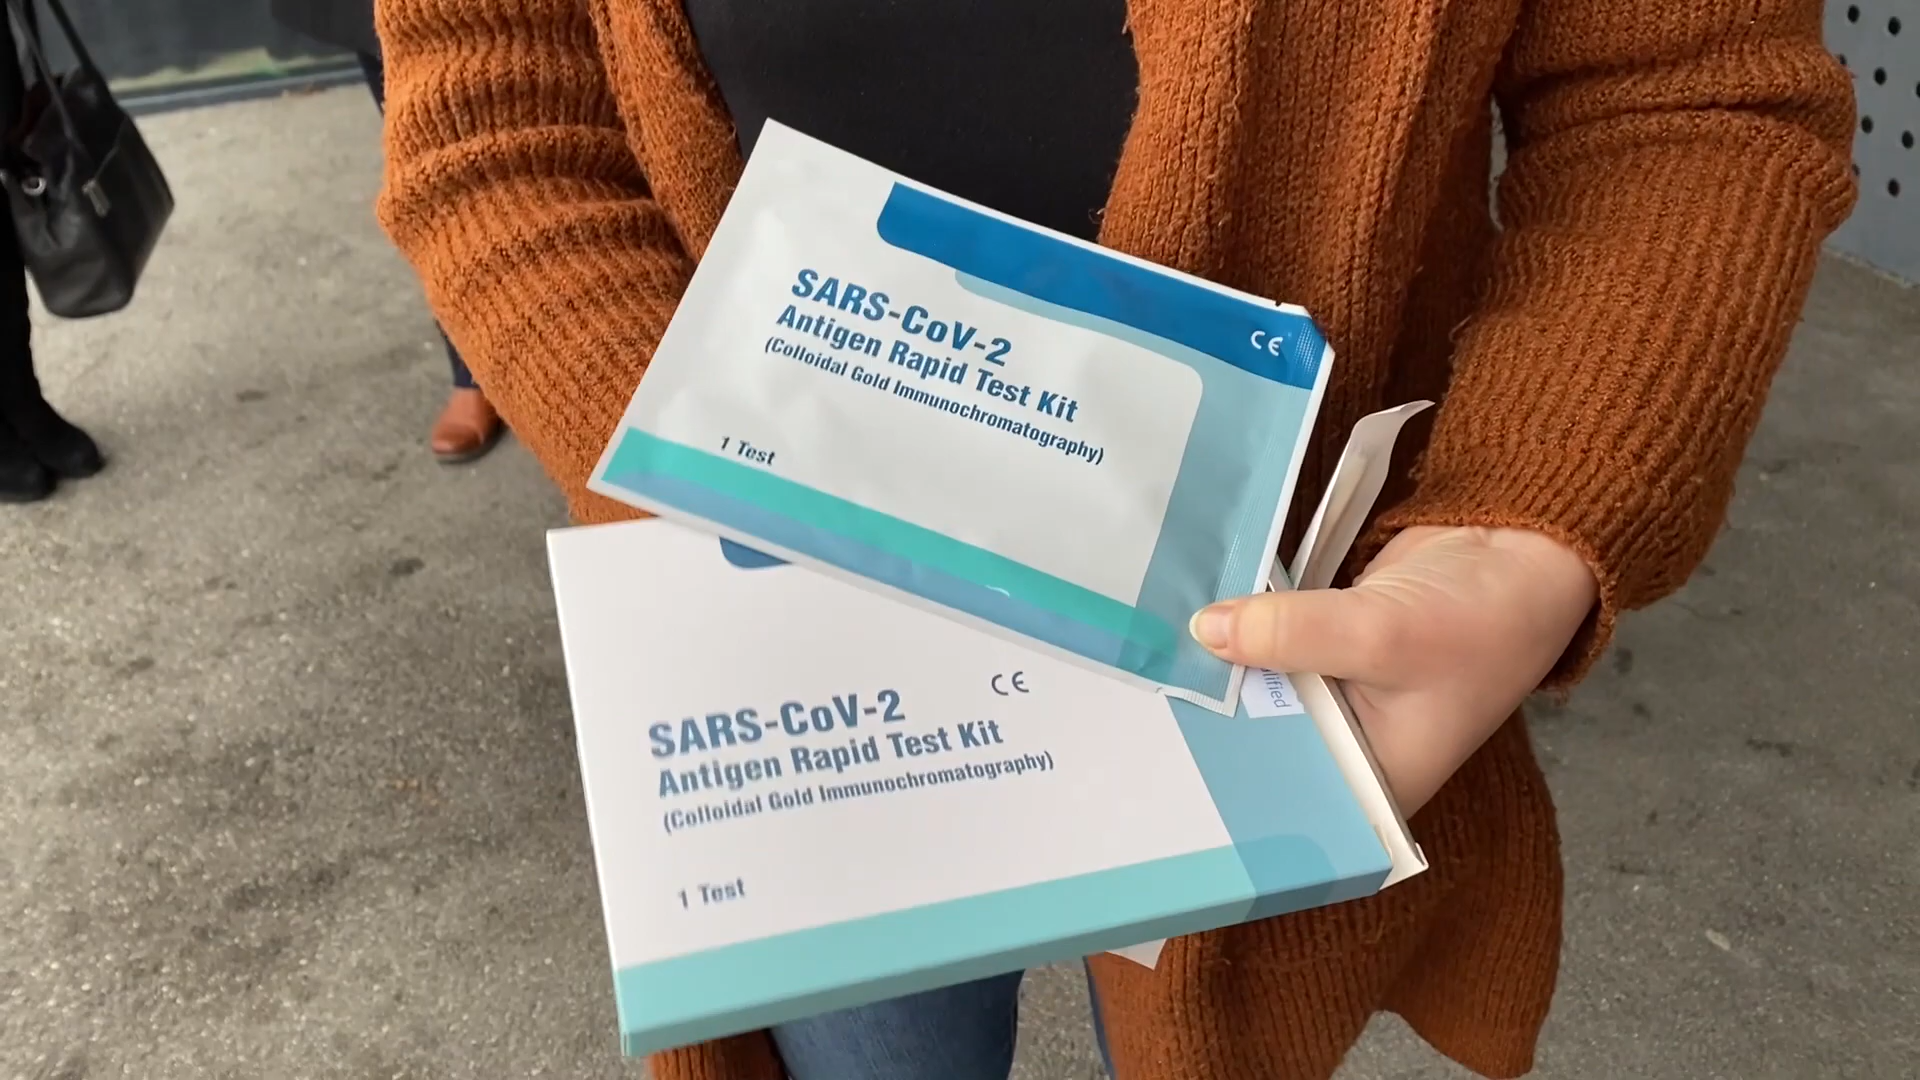 SARS-CoV-2
Antigen Rapid Test Kit
(Colloidal Gold Immunochromatography)
1 Test
CE
SARS-CoV-2
Antigen Rapid Test Kit
(Colloidal Gold Immunochromatography)
1 Test
CE